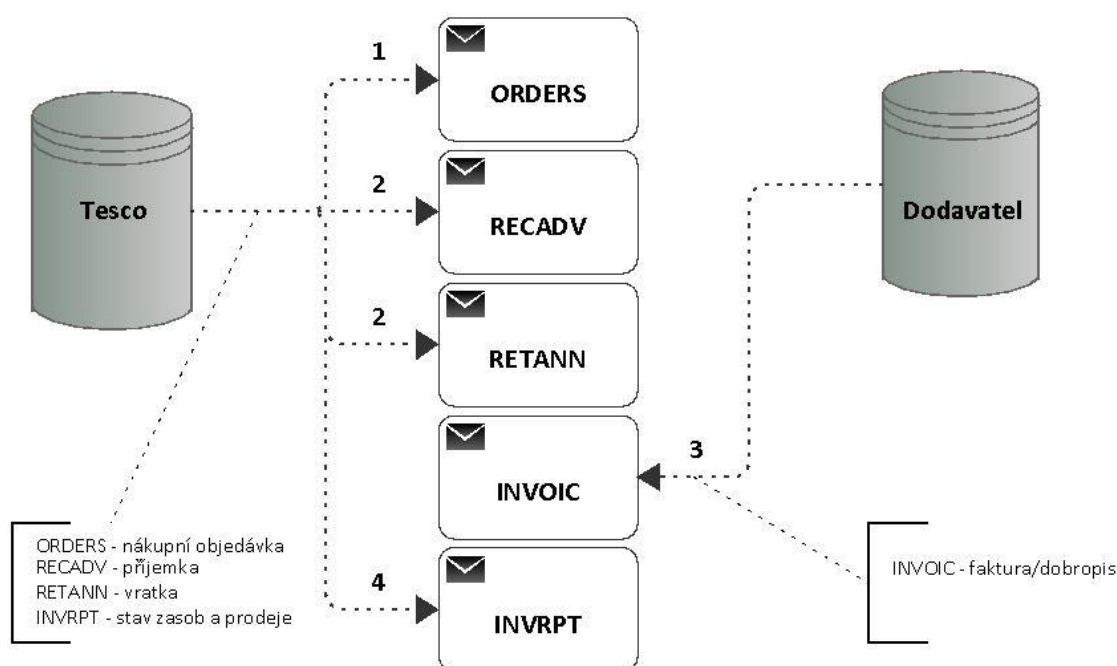 1
ORDERS
Tesco
2
RECADV
Dodavatel
2
RETANN
3
INVOIC
4
INVRPT
ORDERS - nákupní objedávka
RECADV - příjemka
RETANN - vratka
INVRPT - stav zasob a prodeje
INVOIC - faktura/dobropis